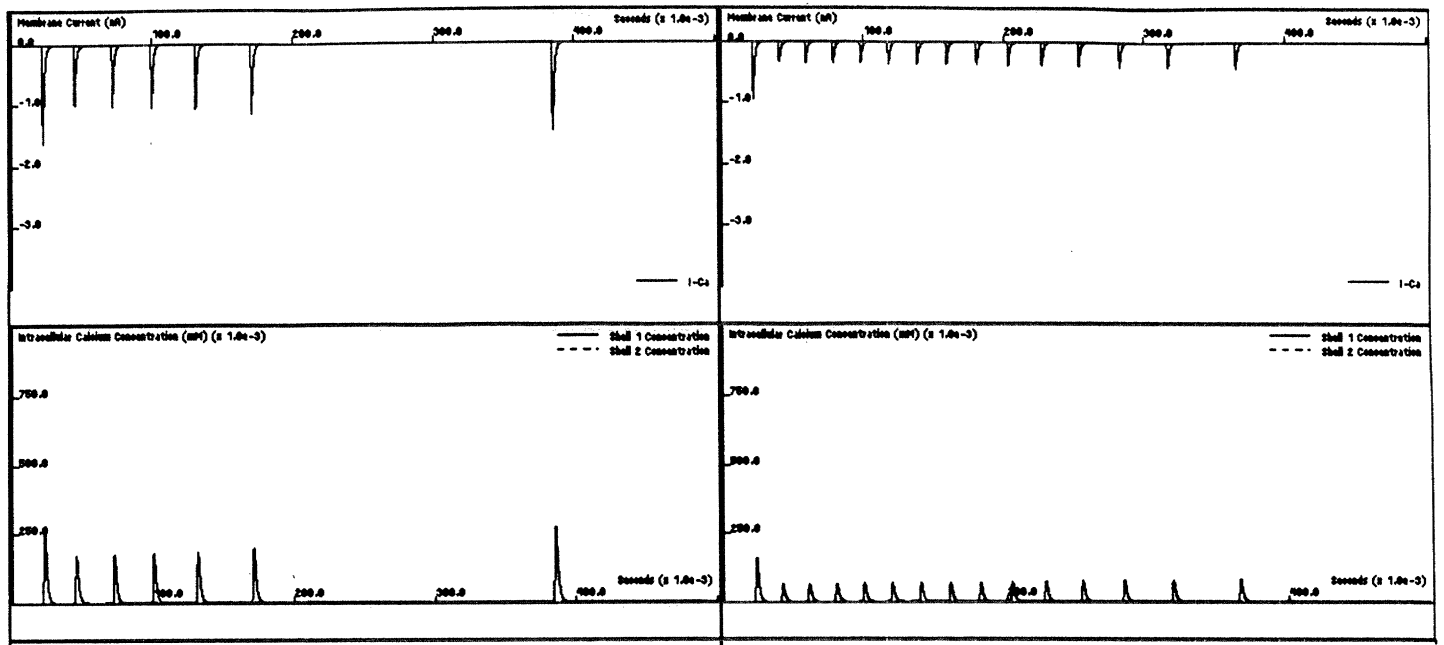 Membrane Current (nA) Seconds (x 1.0e-3)
0.0 100.0 200.0 300.0 400.0
-1.0
-2.0
-3.0
I-Ca
Intracellular Calcium Concentration (mM) (x 1.0e-3) Shell 1 Concentration
Shell 2 Concentration
750.0
500.0
250.0
Seconds (x 1.0e-3)
100.0 200.0 300.0 400.0
Membrane Current (nA) Seconds (x 1.0e-3)
0.0 100.0 200.0 300.0 400.0
-1.0
-2.0
-3.0
I-Ca
Intracellular Calcium Concentration (mM) (x 1.0e-3) Shell 1 Concentration
Shell 2 Concentration
750.0
500.0
250.0
Seconds (x 1.0e-3)
400.0